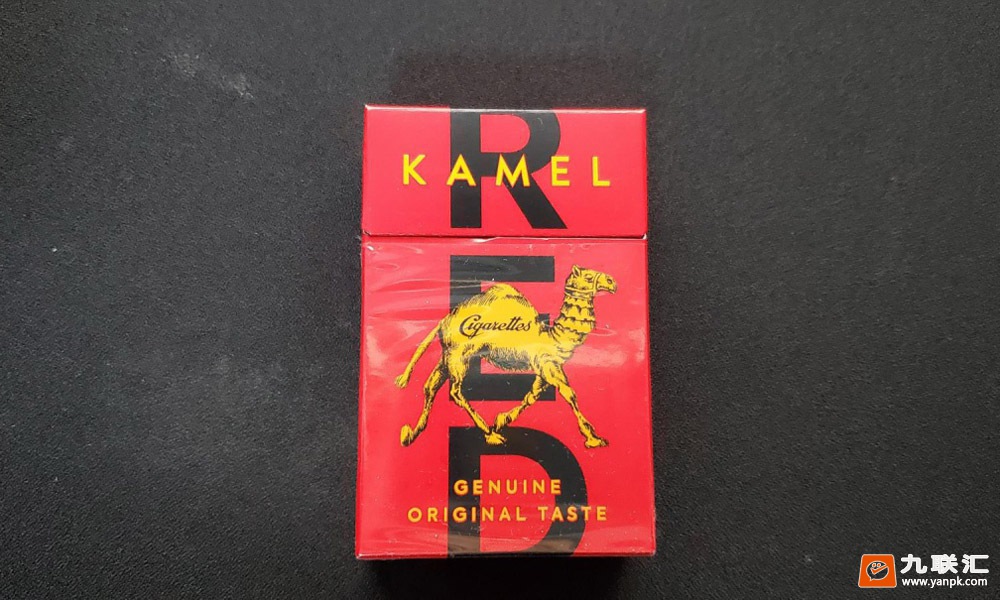 RED
KAMEL
Cigarettes
GENUINE
ORIGINAL TASTE
九联汇
www.yanpk.com